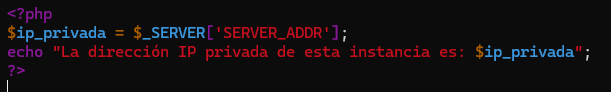 <?php
$ip_privada = $_SERVER['SERVER_ADDR'];
echo "La dirección IP privada de esta instancia es: $ip_privada";
?>